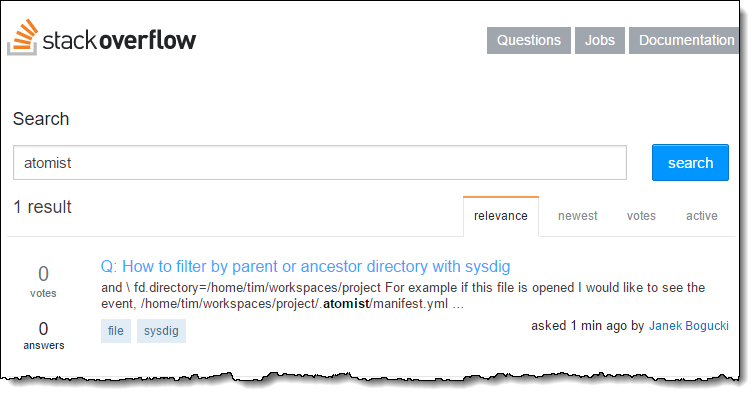 stackoverflow
Questions
Jobs
Documentation
Search
atomist
search
1 result
relevance
newest
votes
active
0
votes
0
answers
Q: How to filter by parent or ancestor directory with sysdig
and \ fd.directory=/home/tim/workspaces/project For example if this file is opened I would like to see the
event, /home/tim/workspaces/project/.atomist/manifest.yml ...
file
sysdig
asked 1 min ago by Janek Bogucki